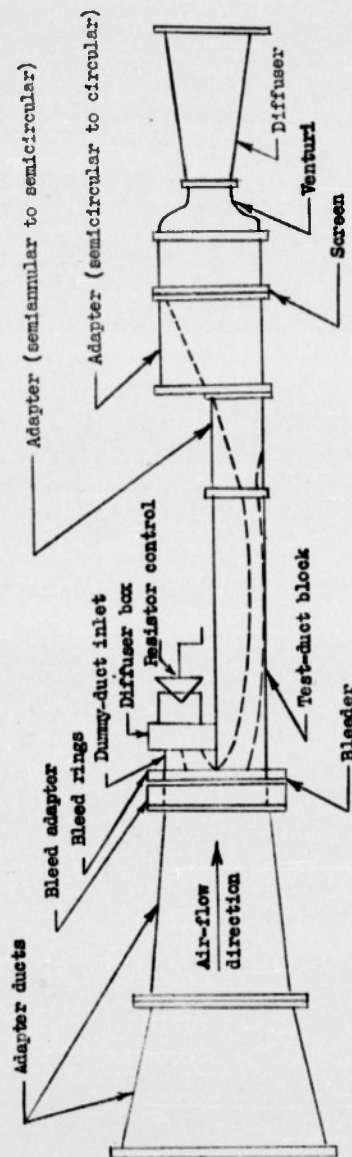 Adapter (semiannular to semicircular)
Adapter (semicircular to circular)
Diffuser
Venturi
Screen
Resistor control
Diffuser box
Dummy-duct inlet
Bleed rings
Bleed adapter
Adapter ducts
Air-flow
direction
Test-duct block
Bleeder